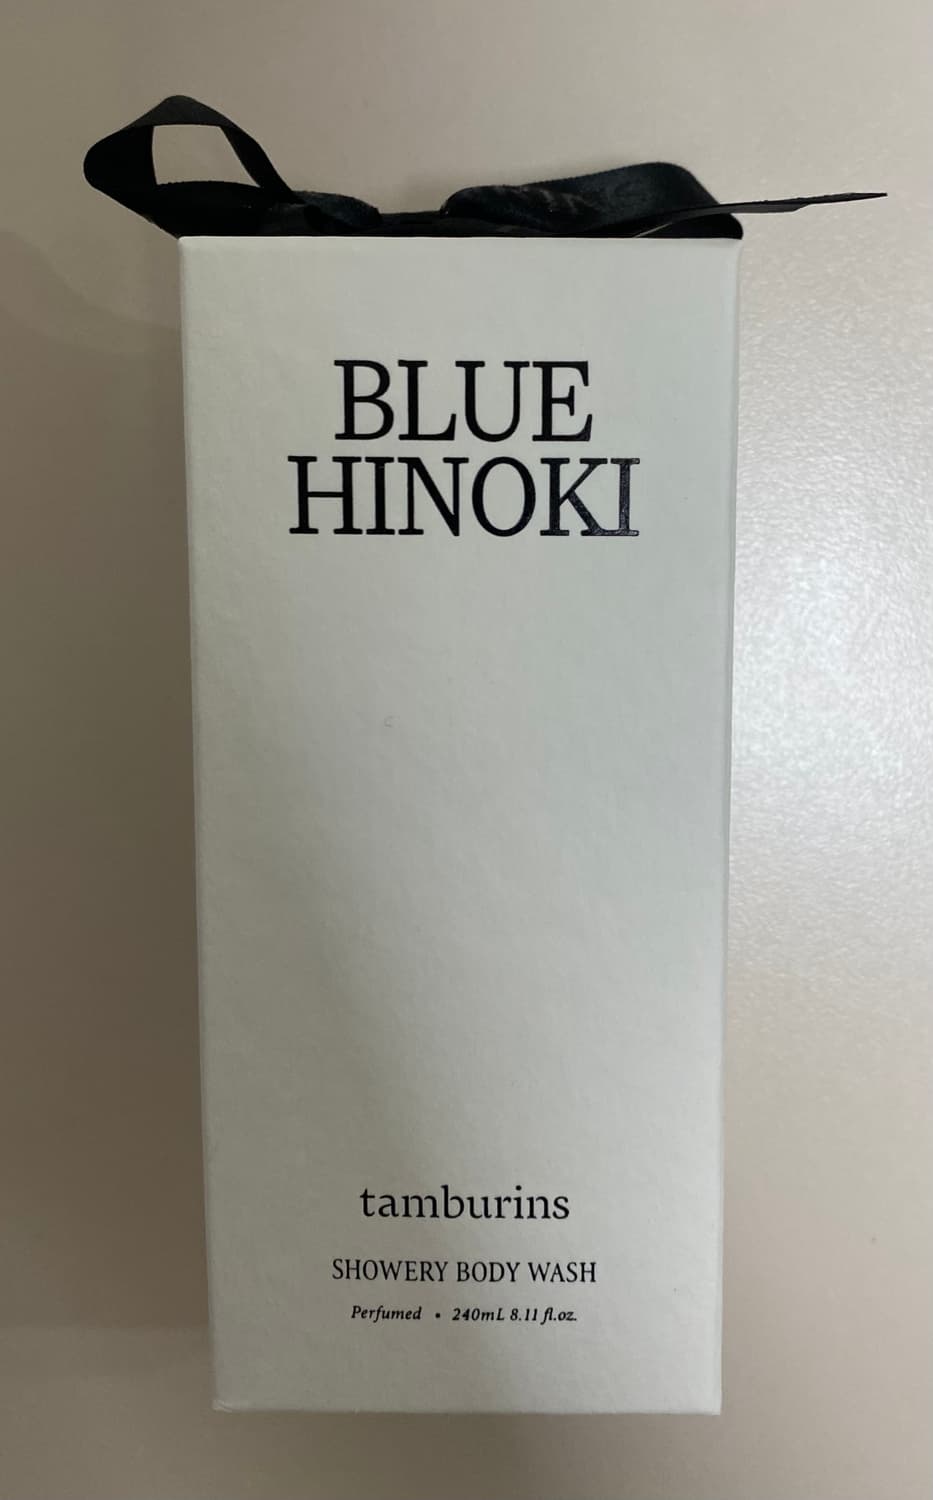 BLUE
HINOKI
tamburins
SHOWERY BODY WASH
Perfumed • 240mL 8.11 fl.oz.